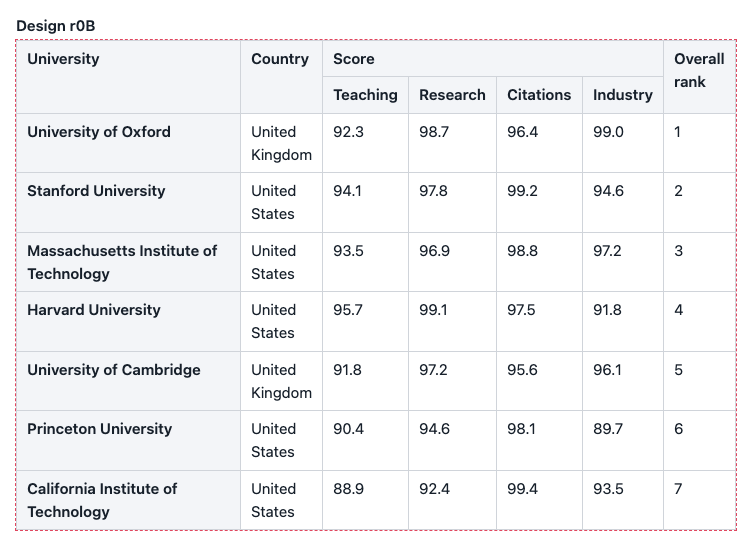 Design r0B
University Country Score Overall
rank
Teaching Research Citations Industry
University of Oxford United
Kingdom 92.3 98.7 96.4 99.0 1
Stanford University United
States 94.1 97.8 99.2 94.6 2
Massachusetts Institute of
Technology United
States 93.5 96.9 98.8 97.2 3
Harvard University United
States 95.7 99.1 97.5 91.8 4
University of Cambridge United
Kingdom 91.8 97.2 95.6 96.1 5
Princeton University United
States 90.4 94.6 98.1 89.7 6
California Institute of
Technology United
States 88.9 92.4 99.4 93.5 7